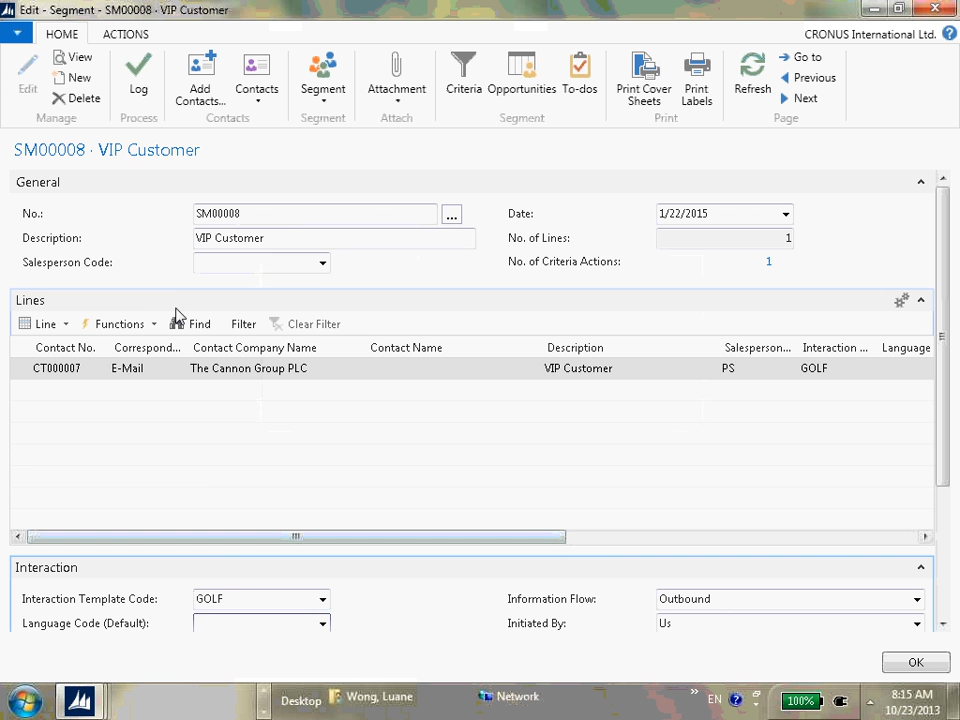 Edit - Segment - SM00008 · VIP Customer
HOME ACTIONS CRONUS International Ltd.
View
New
Delete
Edit
Log
Add Contacts...
Contacts
Segment
Attachment
Criteria
Opportunities
To-dos
Print Cover Sheets
Print Labels
Refresh
Go to
Previous
Next
Manage Process Contacts Segment Attach Segment Print Page
SM00008 · VIP Customer
General
No.: SM00008 ... Date: 1/22/2015
Description: VIP Customer No. of Lines: 1
Salesperson Code: No. of Criteria Actions: 1
Lines
Line Functions Find Filter Clear Filter
Contact No. Correspond... Contact Company Name Contact Name Description Salesperson... Interaction ... Language
CT000007 E-Mail The Cannon Group PLC VIP Customer PS GOLF
Interaction
Interaction Template Code: GOLF Information Flow: Outbound
Language Code (Default): Initiated By: Us
OK
Desktop Wong, Luane Network EN 100% 8:15 AM
10/23/2013